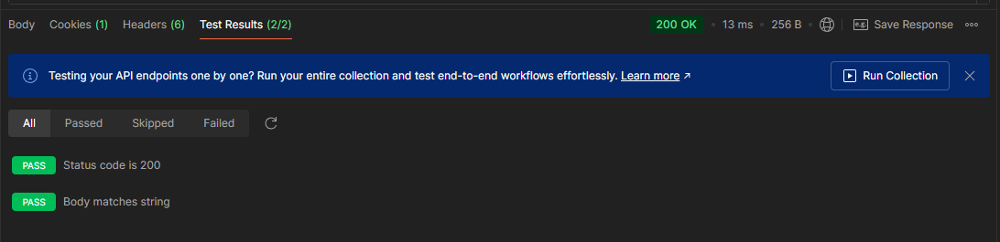 Body Cookies (1) Headers (6) Test Results (2/2) 200 OK • 13 ms • 256 B e.g. Save Response
Testing your API endpoints one by one? Run your entire collection and test end-to-end workflows effortlessly. Learn more ↗ Run Collection
All Passed Skipped Failed
PASS Status code is 200
PASS Body matches string